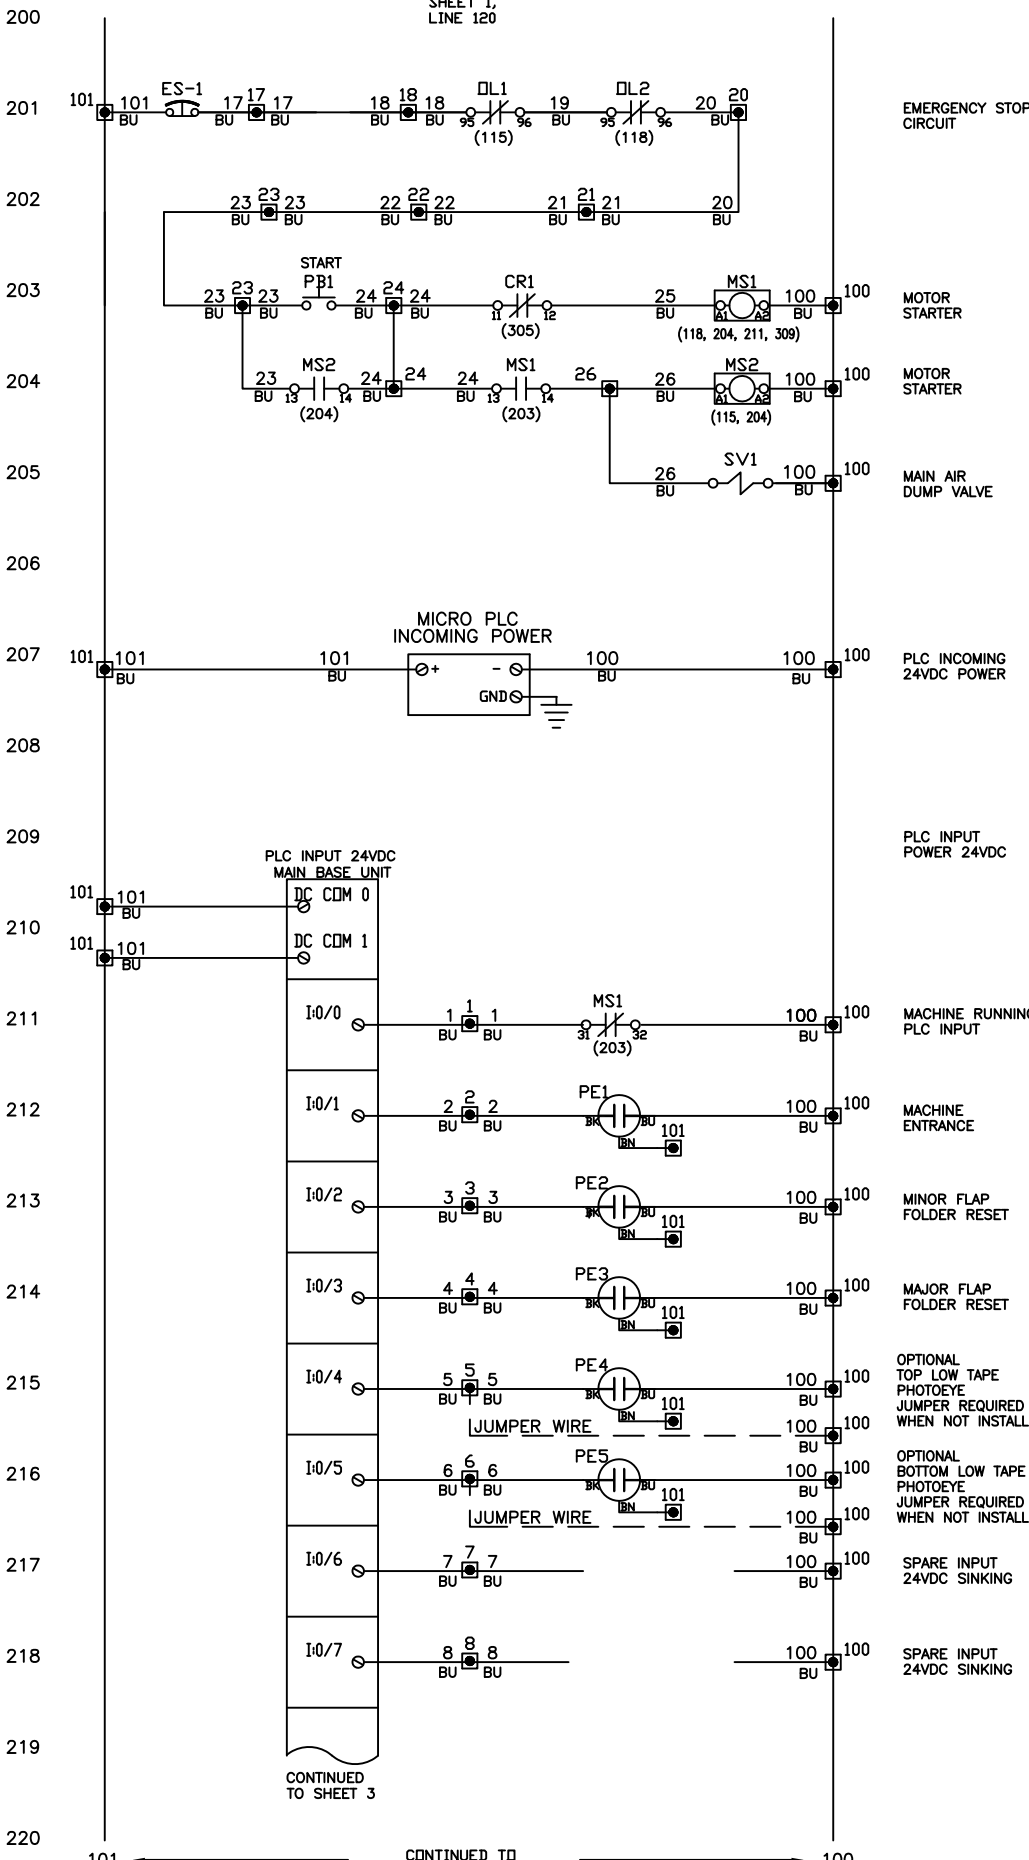 SHEET 1,
LINE 120
200
201
101 101 BU ES-1 17 BU 17 17 18 BU 18 18 BU OL1 95 96 (115) 19 BU OL2 95 96 (118) 20 BU 20
EMERGENCY STOP
CIRCUIT
202
23 BU 23 23 BU 22 BU 22 22 BU 21 BU 21 21 BU 20 BU
203
23 BU 23 23 BU START PB1 24 BU 24 24 BU CR1 11 12 (305) 25 BU MS1 A1 A2 100 BU 100
(118, 204, 211, 309)
MOTOR
STARTER
204
23 BU MS2 13 14 (204) 24 BU 24 24 BU MS1 13 14 (203) 26 26 BU MS2 A1 A2 100 BU 100
(115, 204)
MOTOR
STARTER
205
26 BU SV1 100 BU 100
MAIN AIR
DUMP VALVE
206
MICRO PLC
INCOMING POWER
207
101 101 BU 101 BU + - 100 BU 100 BU 100
GND
PLC INCOMING
24VDC POWER
208
209
PLC INPUT
POWER 24VDC
PLC INPUT 24VDC
MAIN BASE UNIT
101 101 BU DC COM 0
210
101 101 BU DC COM 1
211
I:0/0 1 BU 1 1 BU MS1 31 32 (203) 100 BU 100
MACHINE RUNNING
PLC INPUT
212
I:0/1 2 BU 2 2 BU PE1 BK BU BN 101 100 BU 100
MACHINE
ENTRANCE
213
I:0/2 3 BU 3 3 BU PE2 BK BU BN 101 100 BU 100
MINOR FLAP
FOLDER RESET
214
I:0/3 4 BU 4 4 BU PE3 BK BU BN 101 100 BU 100
MAJOR FLAP
FOLDER RESET
215
I:0/4 5 BU 5 5 BU PE4 BK BU BN 101 100 BU 100
JUMPER WIRE 100 BU 100
OPTIONAL
TOP LOW TAPE
PHOTOEYE
JUMPER REQUIRED
WHEN NOT INSTALL
216
I:0/5 6 BU 6 6 BU PE5 BK BU BN 101 100 BU 100
JUMPER WIRE 100 BU 100
OPTIONAL
BOTTOM LOW TAPE
PHOTOEYE
JUMPER REQUIRED
WHEN NOT INSTALL
217
I:0/6 7 BU 7 7 BU 100 BU 100
SPARE INPUT
24VDC SINKING
218
I:0/7 8 BU 8 8 BU 100 BU 100
SPARE INPUT
24VDC SINKING
219
CONTINUED
TO SHEET 3
220
101 CONTINUED TO 100